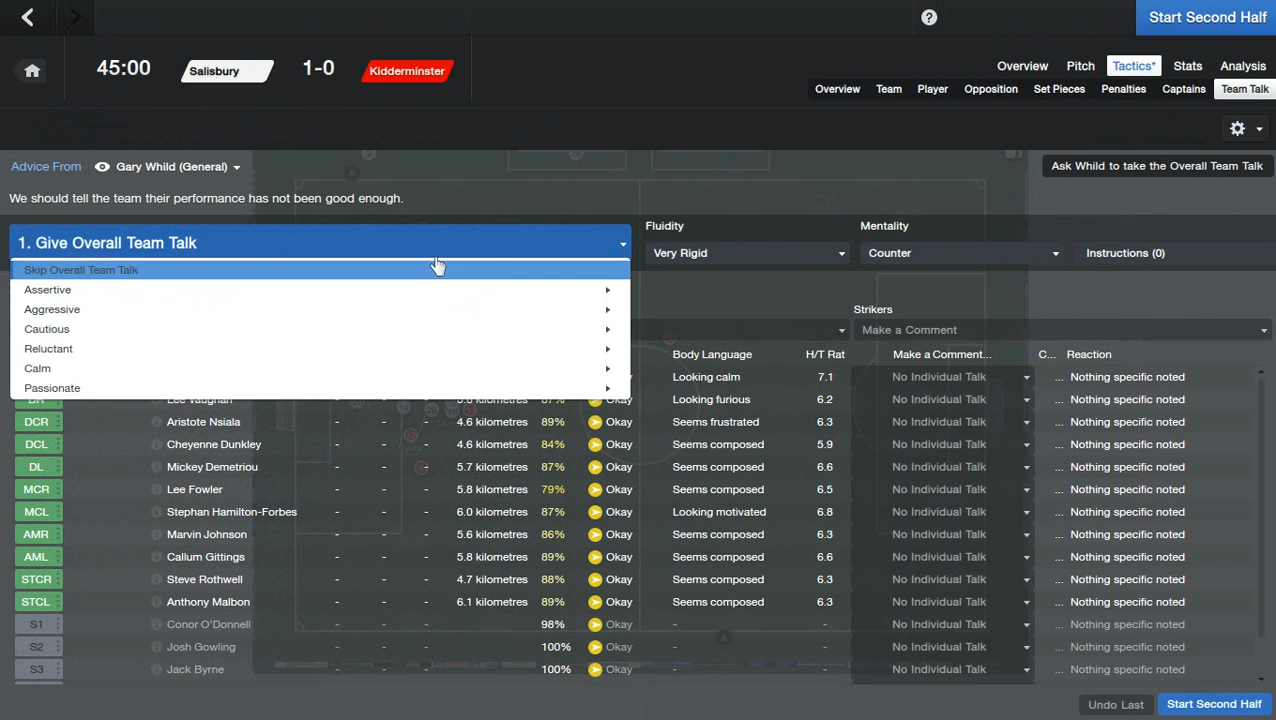 Start Second Half
45:00 Salisbury 1-0 Kidderminster
Overview Pitch Tactics* Stats Analysis
Overview Team Player Opposition Set Pieces Penalties Captains Team Talk
Advice From Gary Whild (General) Ask Whild to take the Overall Team Talk
We should tell the team their performance has not been good enough.
Fluidity Mentality
1. Give Overall Team Talk
Very Rigid Counter Instructions (0)
Skip Overall Team Talk
Assertive
Aggressive
Cautious
Reluctant
Calm
Passionate
Strikers
Make a Comment
Body Language H/T Rat Make a Comment... C... Reaction
Looking calm 7.1 No Individual Talk ... Nothing specific noted
DR Lee Vaughan - - - 5.6 kilometres 87% Okay Looking furious 6.2 No Individual Talk ... Nothing specific noted
DCR Aristote Nsiala - - - 4.6 kilometres 89% Okay Seems frustrated 6.3 No Individual Talk ... Nothing specific noted
DCL Cheyenne Dunkley - - - 4.6 kilometres 84% Okay Seems composed 5.9 No Individual Talk ... Nothing specific noted
DL Mickey Demetriou - - - 5.7 kilometres 87% Okay Seems composed 6.6 No Individual Talk ... Nothing specific noted
MCR Lee Fowler - - - 5.8 kilometres 79% Okay Seems composed 6.5 No Individual Talk ... Nothing specific noted
MCL Stephan Hamilton-Forbes - - - 6.0 kilometres 87% Okay Looking motivated 6.8 No Individual Talk ... Nothing specific noted
AMR Marvin Johnson - - - 5.6 kilometres 86% Okay Seems composed 6.3 No Individual Talk ... Nothing specific noted
AML Callum Gittings - - - 5.8 kilometres 89% Okay Seems composed 6.6 No Individual Talk ... Nothing specific noted
STCR Steve Rothwell - - - 4.7 kilometres 88% Okay Seems composed 6.3 No Individual Talk ... Nothing specific noted
STCL Anthony Malbon - - - 6.1 kilometres 89% Okay Seems composed 6.3 No Individual Talk ... Nothing specific noted
S1 Conor O'Donnell - - - 98% Okay - - No Individual Talk ... Nothing specific noted
S2 Josh Gowling - - - 100% Okay - - No Individual Talk ... Nothing specific noted
S3 Jack Byrne - - - 100% Okay - - No Individual Talk ... Nothing specific noted
Undo Last Start Second Half